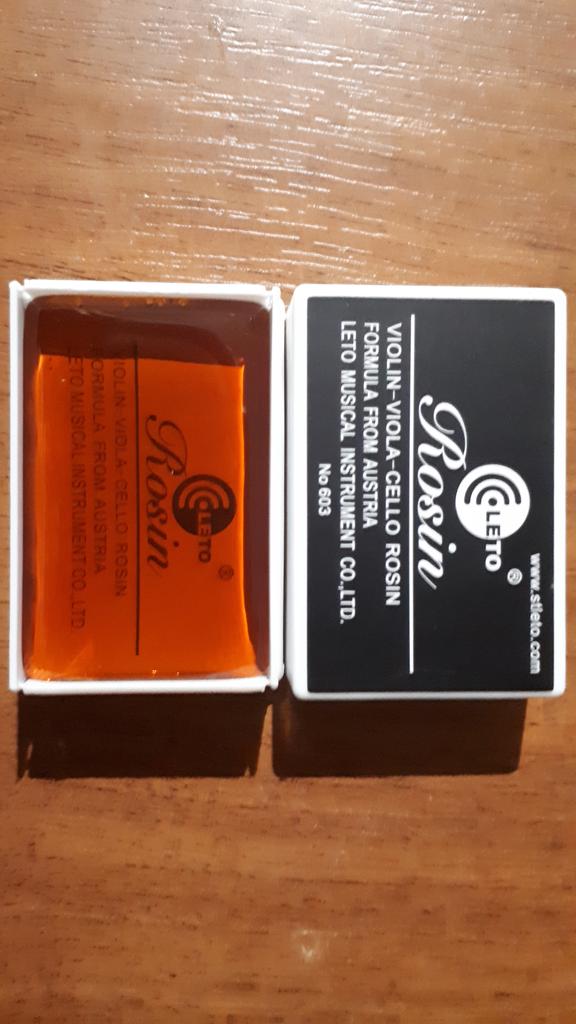 www.stleto.com
LETO®
Rosin
VIOLIN-VIOLA-CELLO ROSIN
FORMULA FROM AUSTRIA
LETO MUSICAL INSTRUMENT CO.,LTD.
No 603
LETO®
Rosin
VIOLIN-VIOLA-CELLO ROSIN
FORMULA FROM AUSTRIA
LETO MUSICAL INSTRUMENT CO.,LTD.